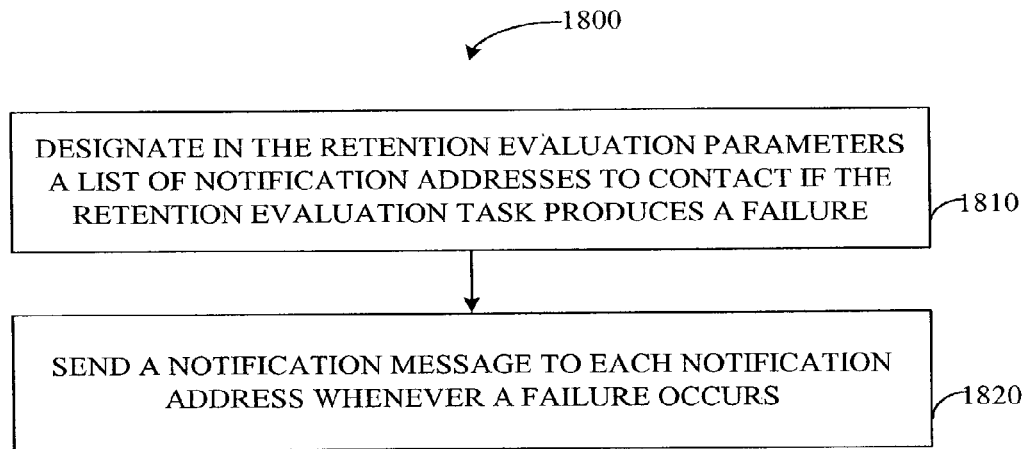 1800
DESIGNATE IN THE RETENTION EVALUATION PARAMETERS
A LIST OF NOTIFICATION ADDRESSES TO CONTACT IF THE
RETENTION EVALUATION TASK PRODUCES A FAILURE
1810
SEND A NOTIFICATION MESSAGE TO EACH NOTIFICATION
ADDRESS WHENEVER A FAILURE OCCURS
1820